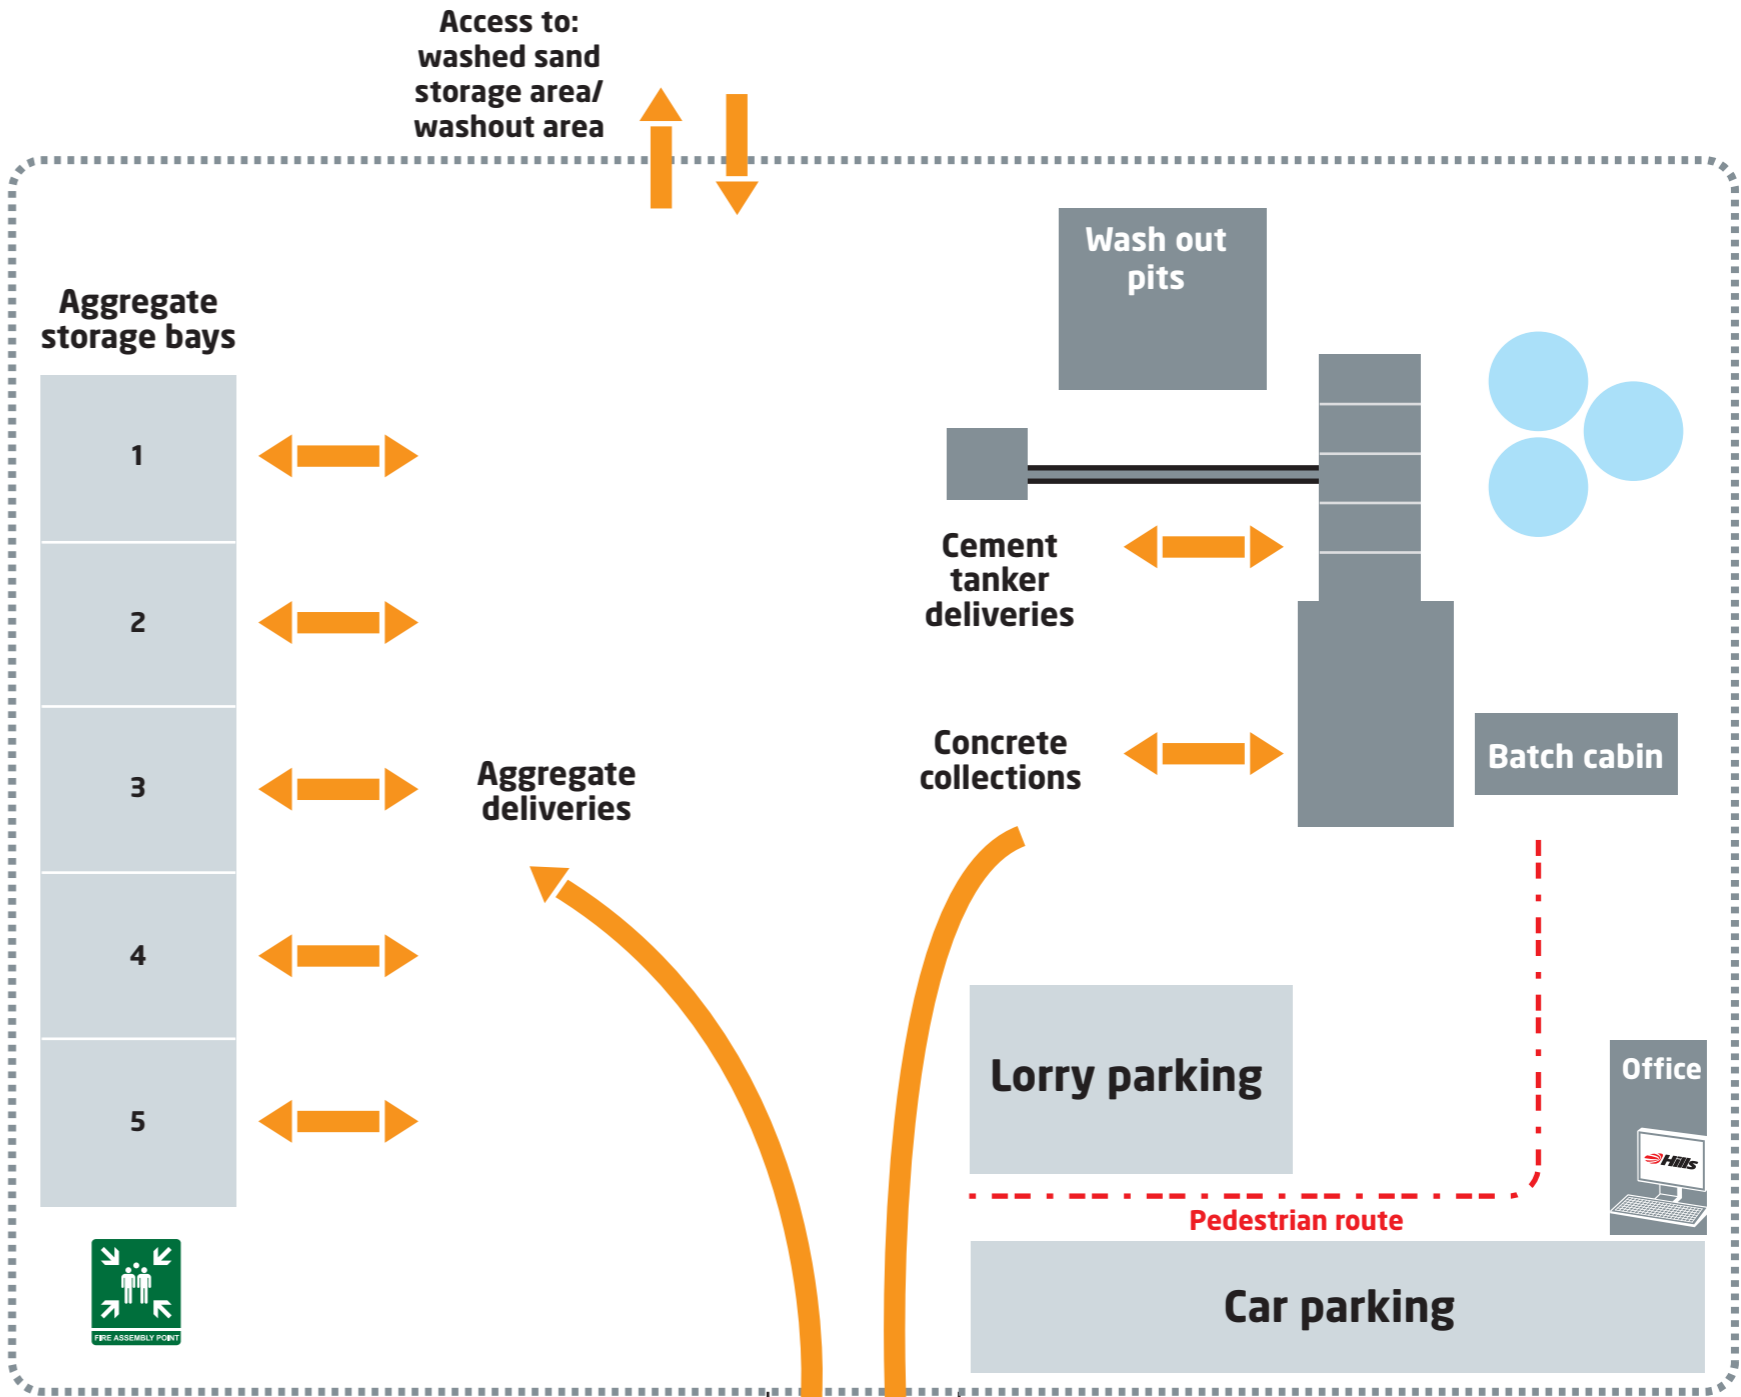 Access to:
washed sand
storage area/
washout area
Wash out
pits
Aggregate
storage bays
1
2
3
4
5
Cement
tanker
deliveries
Concrete
collections
Aggregate
deliveries
Batch cabin
Lorry parking
Office
Hills
Pedestrian route
Car parking
FIRE ASSEMBLY POINT